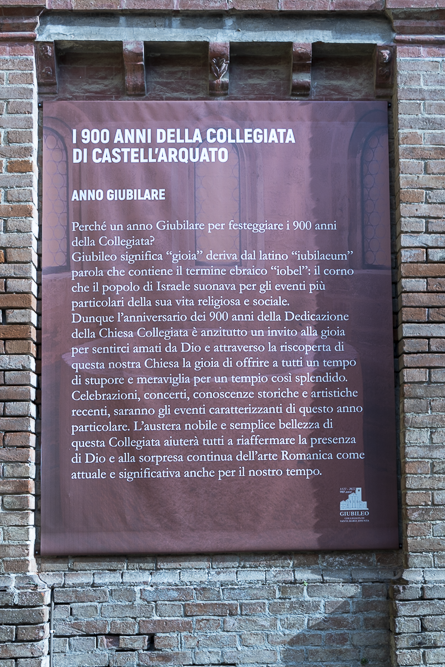 I 900 ANNI DELLA COLLEGIATA
DI CASTELL'ARQUATO
ANNO GIUBILARE
Perché un anno Giubilare per festeggiare i 900 anni
della Collegiata?
Giubileo significa “gioia” deriva dal latino “iubilaeum”
parola che contiene il termine ebraico “iobel”: il corno
che il popolo di Israele suonava per gli eventi più
particolari della sua vita religiosa e sociale.
Dunque l'anniversario dei 900 anni della Dedicazione
della Chiesa Collegiata è anzitutto un invito alla gioia
per sentirci amati da Dio e attraverso la riscoperta di
questa nostra Chiesa la gioia di offrire a tutti un tempo
di stupore e meraviglia per un tempio così splendido.
Celebrazioni, concerti, conoscenze storiche e artistiche
recenti, saranno gli eventi caratterizzanti di questo anno
particolare. L'austera nobile e semplice bellezza di
questa Collegiata aiuterà tutti a riaffermare la presenza
di Dio e alla sorpresa continua dell'arte Romanica come
attuale e significativa anche per il nostro tempo.
GIUBILEO